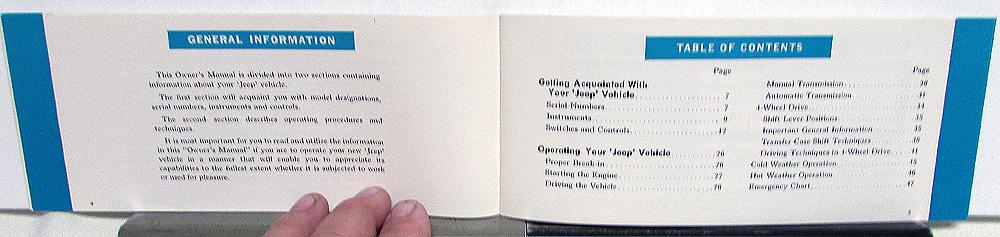 GENERAL INFORMATION
This Owner's Manual is divided into two sections containing
information about your 'Jeep' vehicle.
The first section will acquaint you with model designations,
serial numbers, instruments and controls.
The second section describes operating procedures and
techniques.
It is most important for you to read and utilize the information
in this "Owner's Manual" if you are to operate your new 'Jeep'
vehicle in a manner that will enable you to appreciate its
capabilities to the fullest extent whether it is subjected to work
or used for pleasure.
4
TABLE OF CONTENTS
Page
Getting Acquainted With
Your 'Jeep' Vehicle 7
Serial Numbers 7
Instruments 9
Switches and Controls 12
Operating Your 'Jeep' Vehicle 26
Proper Break-in 26
Starting the Engine 27
Driving the Vehicle 28
Page
Manual Transmission
Automatic Transmission
4-Wheel Drive
Shift Lever Positions 35
Important General Information 35
Transfer Case Shift Techniques
Driving Techniques in 4-Wheel Drive 41
Cold Weather Operation 45
Hot Weather Operation 46
Emergency Chart 47